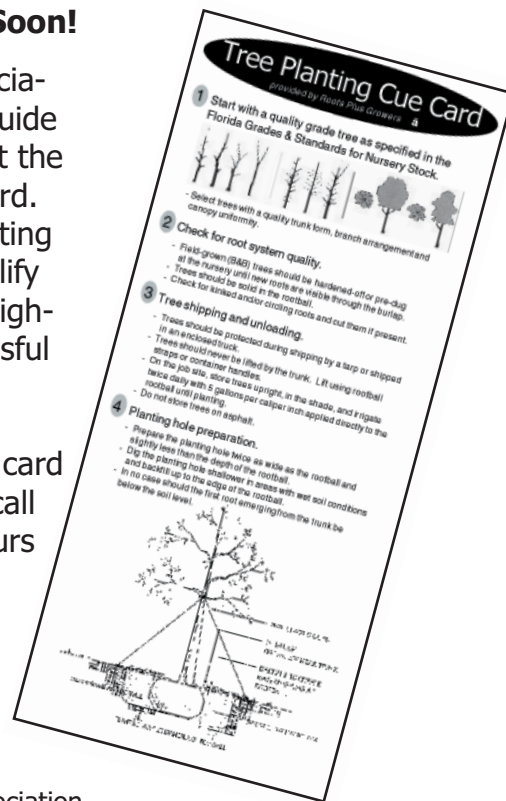 Soon!
cia-
uide
t the
rd.
ting
lify
igh-
sful
card
call
urs
ociation
Tree Planting Cue Card
provided by Roots Plus Growers
1 Start with a quality grade tree as specified in the
Florida Grades & Standards for Nursery Stock.
- Select trees with a quality trunk form, branch arrangement and
canopy uniformity.
2 Check for root system quality.
- Field-grown (B&B) trees should be hardened-off or pre-dug
at the nursery until new roots are visible through the burlap.
- Trees should be solid in the rootball.
- Check for kinked and/or circling roots and cut them if present.
3 Tree shipping and unloading.
- Trees should be protected during shipping by a tarp or shipped
in an enclosed truck.
- Trees should never be lifted by the trunk. Lift using rootball
straps or container handles.
- On the job site, store trees upright, in the shade, and irrigate
twice daily with 5 gallons per caliper inch applied directly to the
rootball until planting.
- Do not store trees on asphalt.
4 Planting hole preparation.
- Prepare the planting hole twice as wide as the rootball and
slightly less than the depth of the rootball.
- Dig the planting hole shallower in areas with wet soil conditions
and backfill up to the edge of the rootball.
- In no case should the first root emerging from the trunk be
below the soil level.